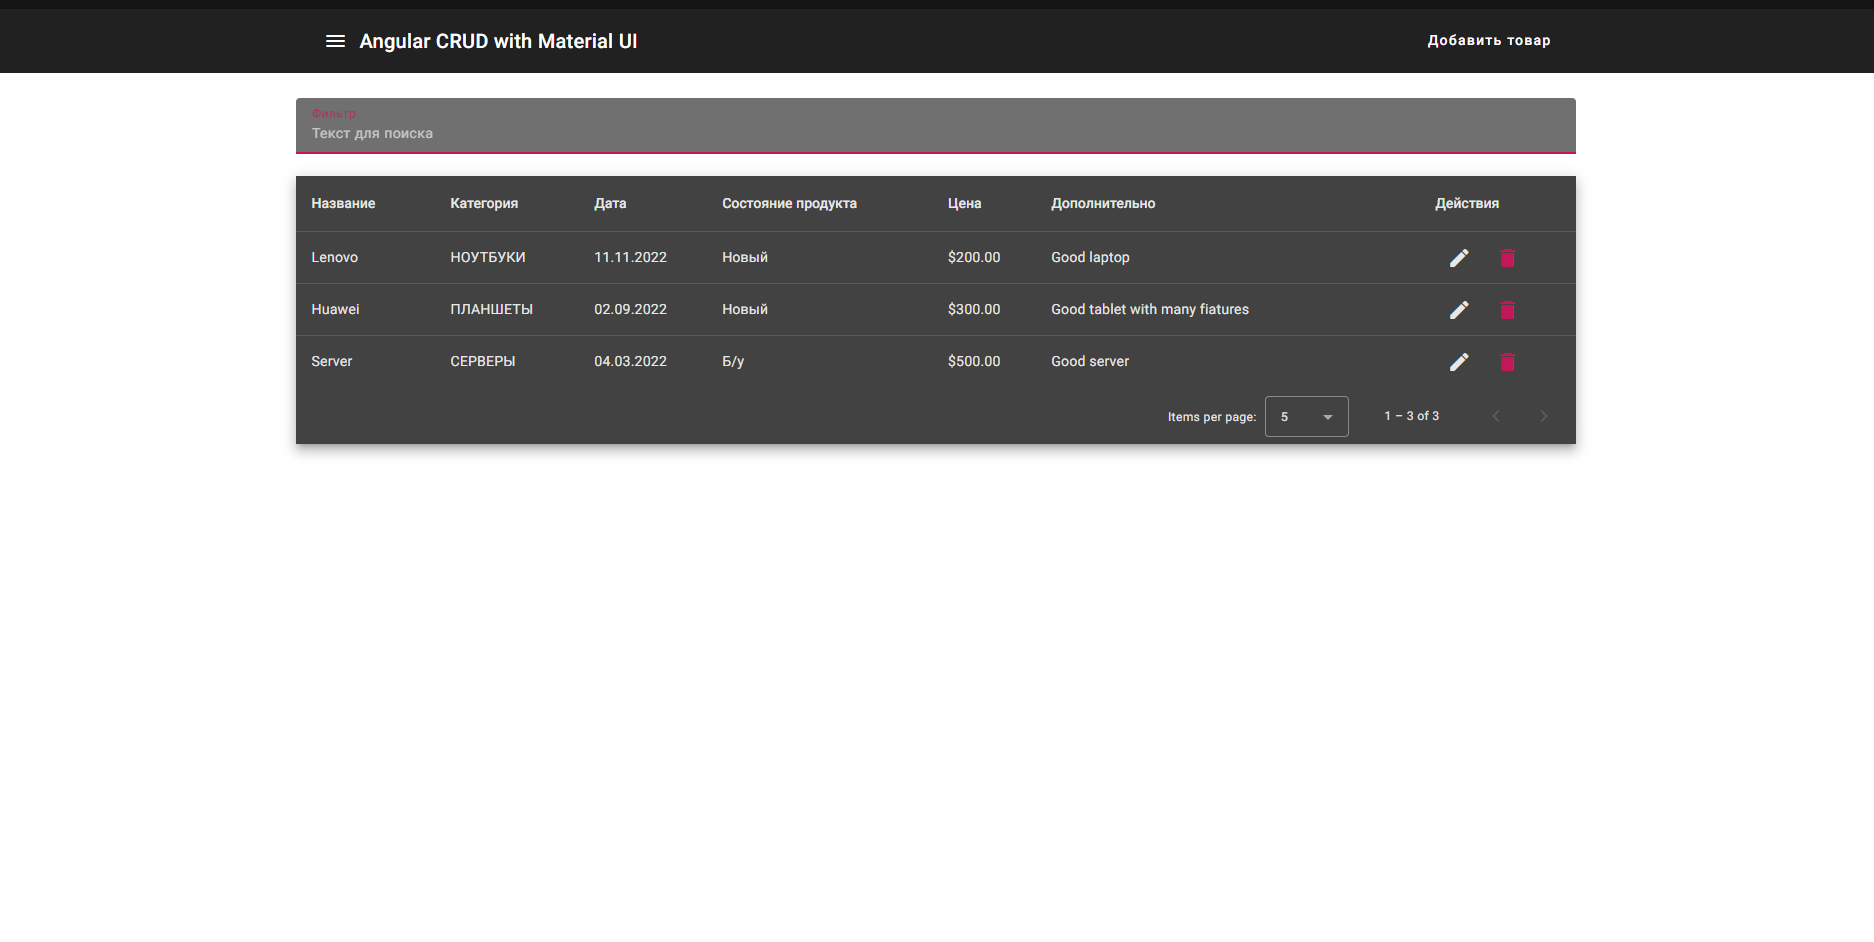 Angular CRUD with Material UI
Добавить товар
Фильтр
Текст для поиска
Название Категория Дата Состояние продукта Цена Дополнительно Действия
Lenovo НОУТБУКИ 11.11.2022 Новый $200.00 Good laptop
Huawei ПЛАНШЕТЫ 02.09.2022 Новый $300.00 Good tablet with many fiatures
Server СЕРВЕРЫ 04.03.2022 Б/у $500.00 Good server
Items per page: 5 1 – 3 of 3